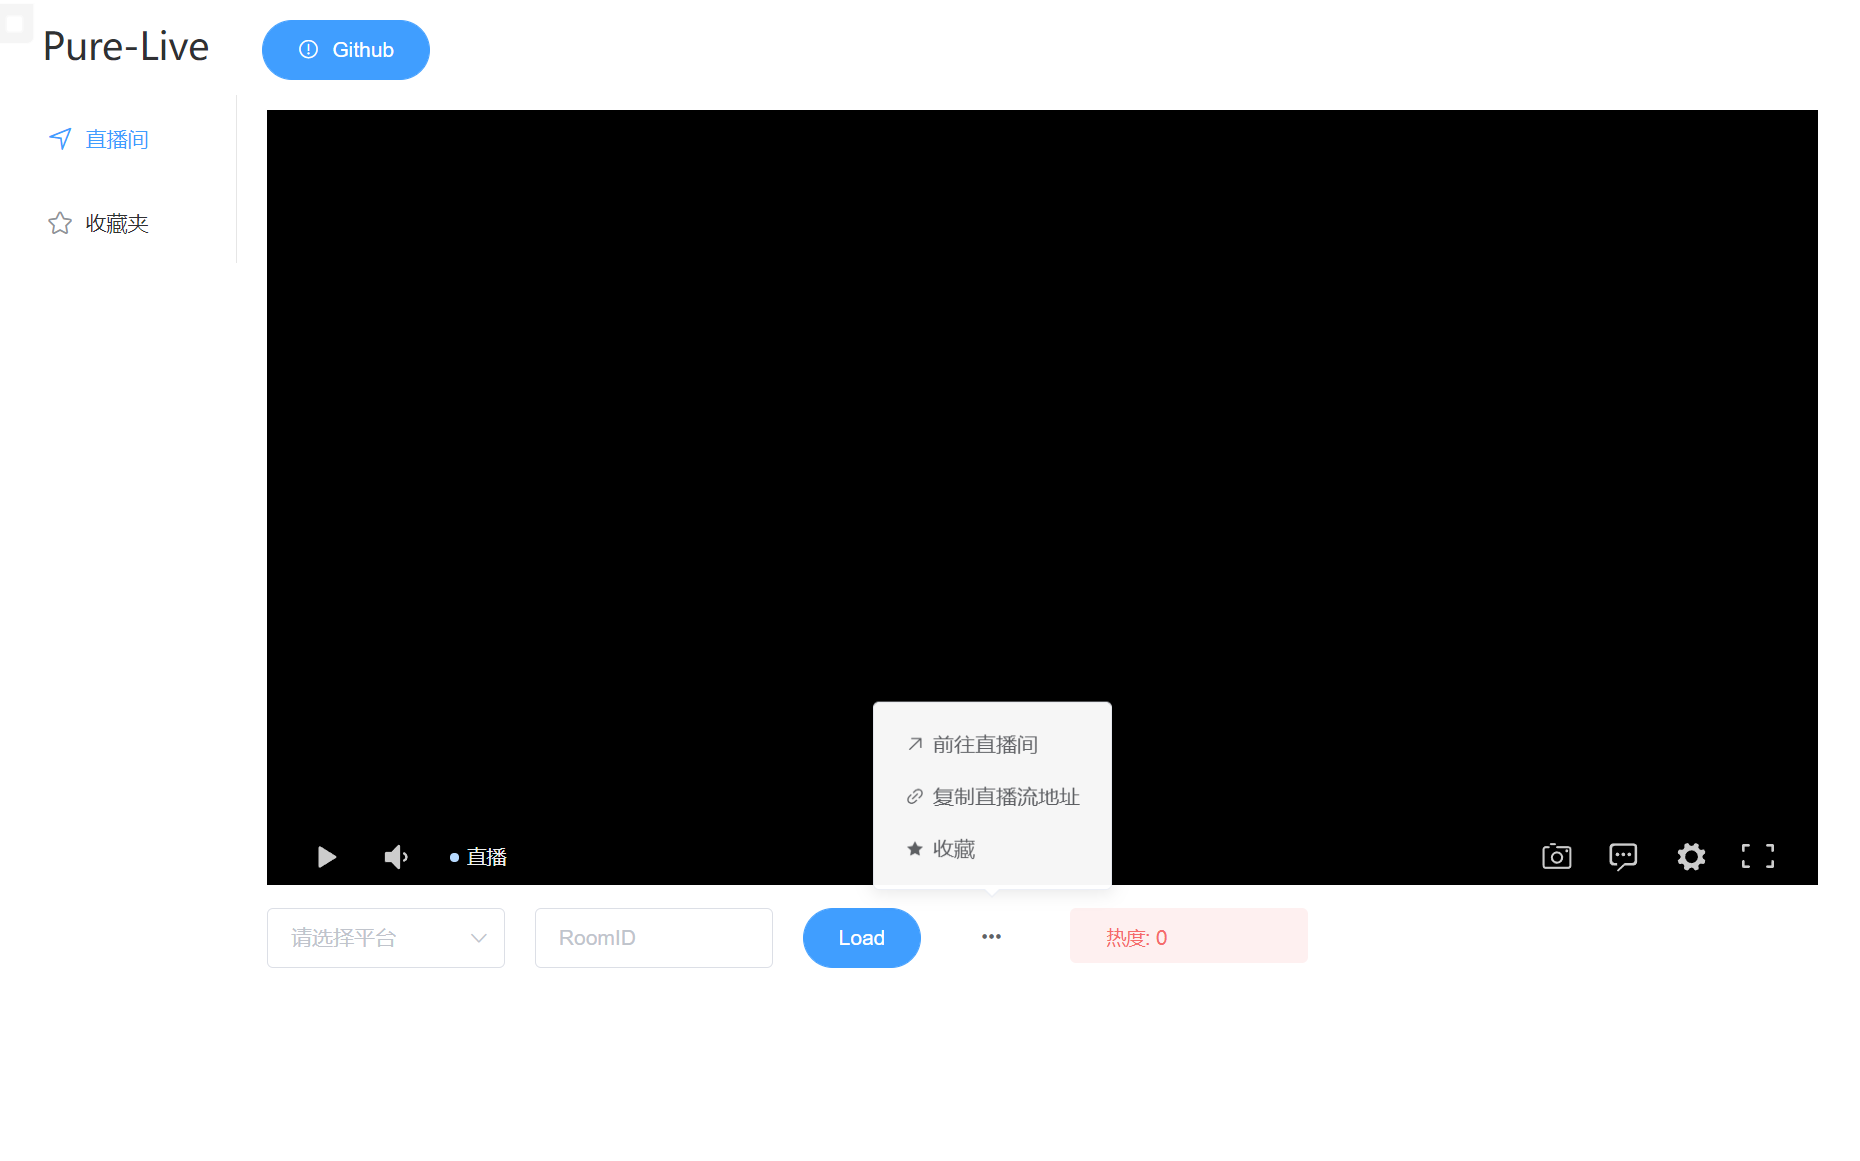 Pure-Live
Github
直播间
收藏夹
前往直播间
复制直播流地址
收藏
直播
请选择平台
RoomID
Load
热度: 0